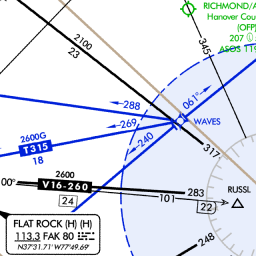 RICHMOND/A
Hanover Cou
(OFP)
207
ASOS 119
2100
23
345
288
061°
WAVES
2600G
269
T315
240
18
317
2600
00°
V16-260
283
RUSSL
101
22
24
FLAT ROCK (H) (H)
113.3 FAK 80
N37°31.71' W77°49.69'
248